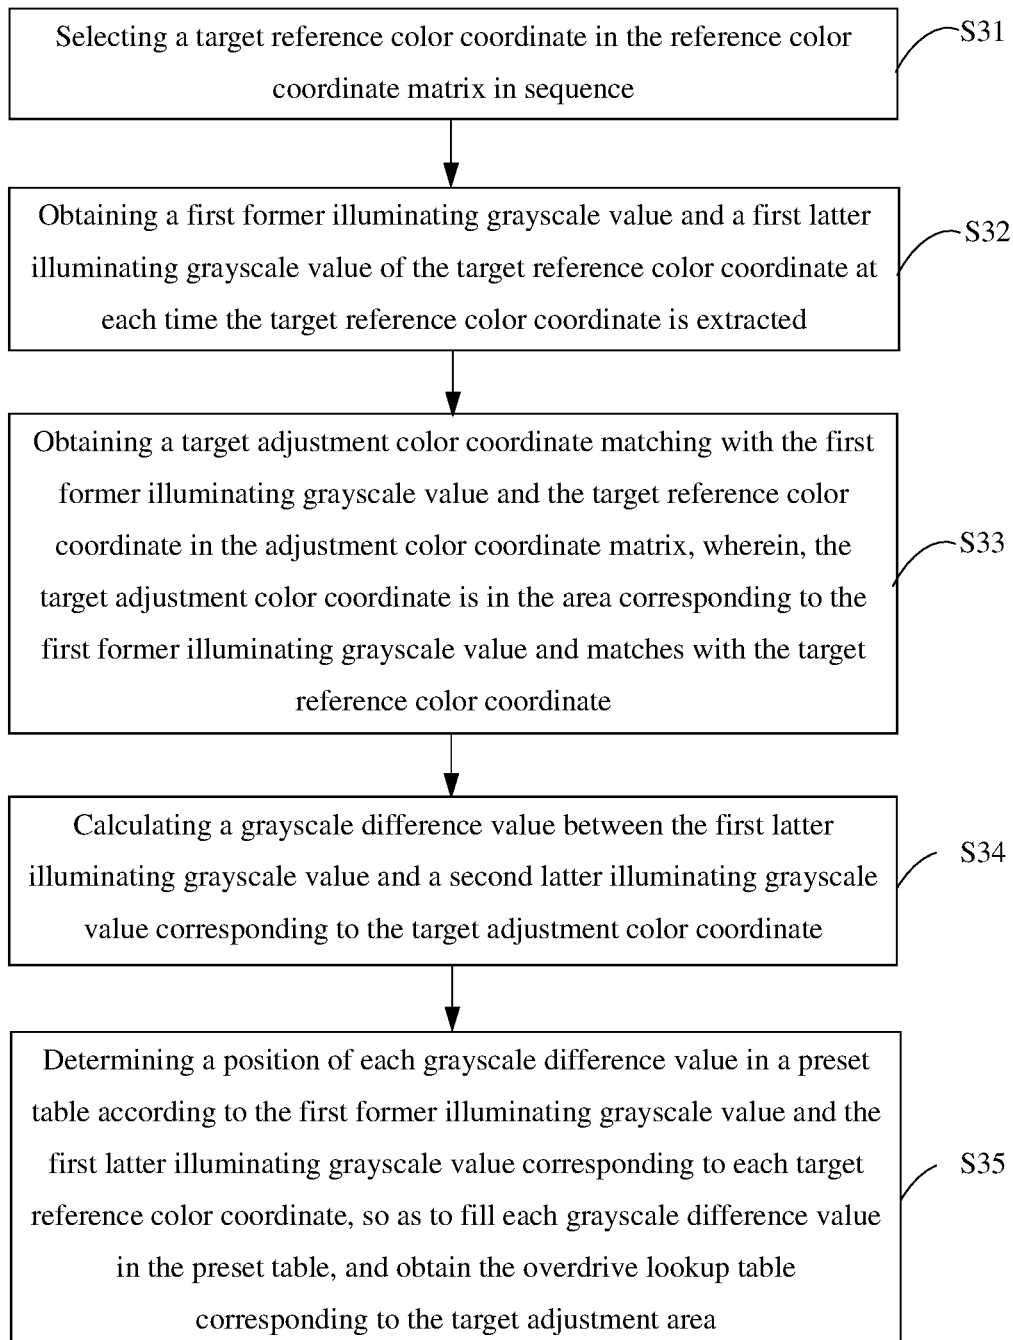 Selecting a target reference color coordinate in the reference color
coordinate matrix in sequence
S31
Obtaining a first former illuminating grayscale value and a first latter
illuminating grayscale value of the target reference color coordinate at
each time the target reference color coordinate is extracted
S32
Obtaining a target adjustment color coordinate matching with the first
former illuminating grayscale value and the target reference color
coordinate in the adjustment color coordinate matrix, wherein, the
target adjustment color coordinate is in the area corresponding to the
first former illuminating grayscale value and matches with the target
reference color coordinate
S33
Calculating a grayscale difference value between the first latter
illuminating grayscale value and a second latter illuminating grayscale
value corresponding to the target adjustment color coordinate
S34
Determining a position of each grayscale difference value in a preset
table according to the first former illuminating grayscale value and the
first latter illuminating grayscale value corresponding to each target
reference color coordinate, so as to fill each grayscale difference value
in the preset table, and obtain the overdrive lookup table
corresponding to the target adjustment area
S35